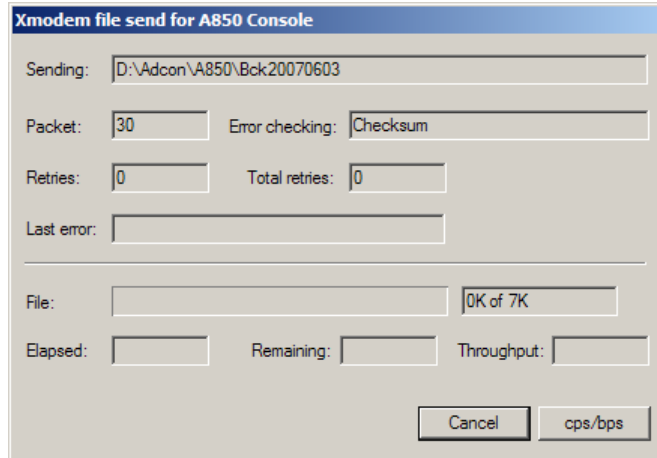 Xmodem file send for A850 Console
Sending: D:\Adcon\A850\Bck20070603
Packet: 30 Error checking: Checksum
Retries: 0 Total retries: 0
Last error:
File: 0K of 7K
Elapsed: Remaining: Throughput:
Cancel cps/bps